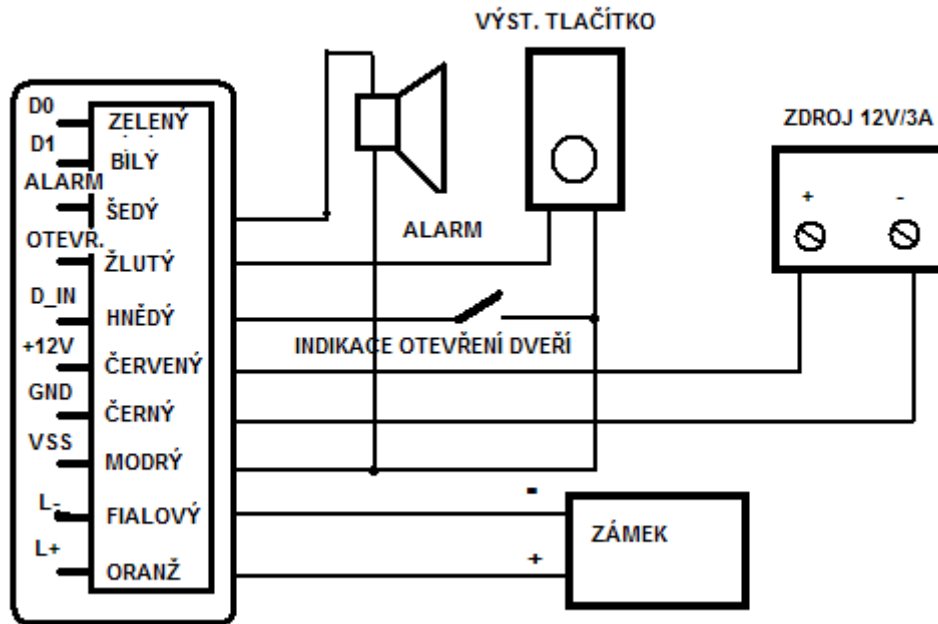 VÝST. TLAČÍTKO
ZDROJ 12V/3A
+ -
ALARM
INDIKACE OTEVŘENÍ DVEŘÍ
D0 ZELENÝ
D1 BÍLÝ
ALARM ŠEDÝ
OTEVR. ŽLUTÝ
D_IN HNĚDÝ
+12V ČERVENÝ
GND ČERNÝ
VSS MODRÝ
L- FIALOVÝ
L+ ORANŽ
-
+
ZÁMEK